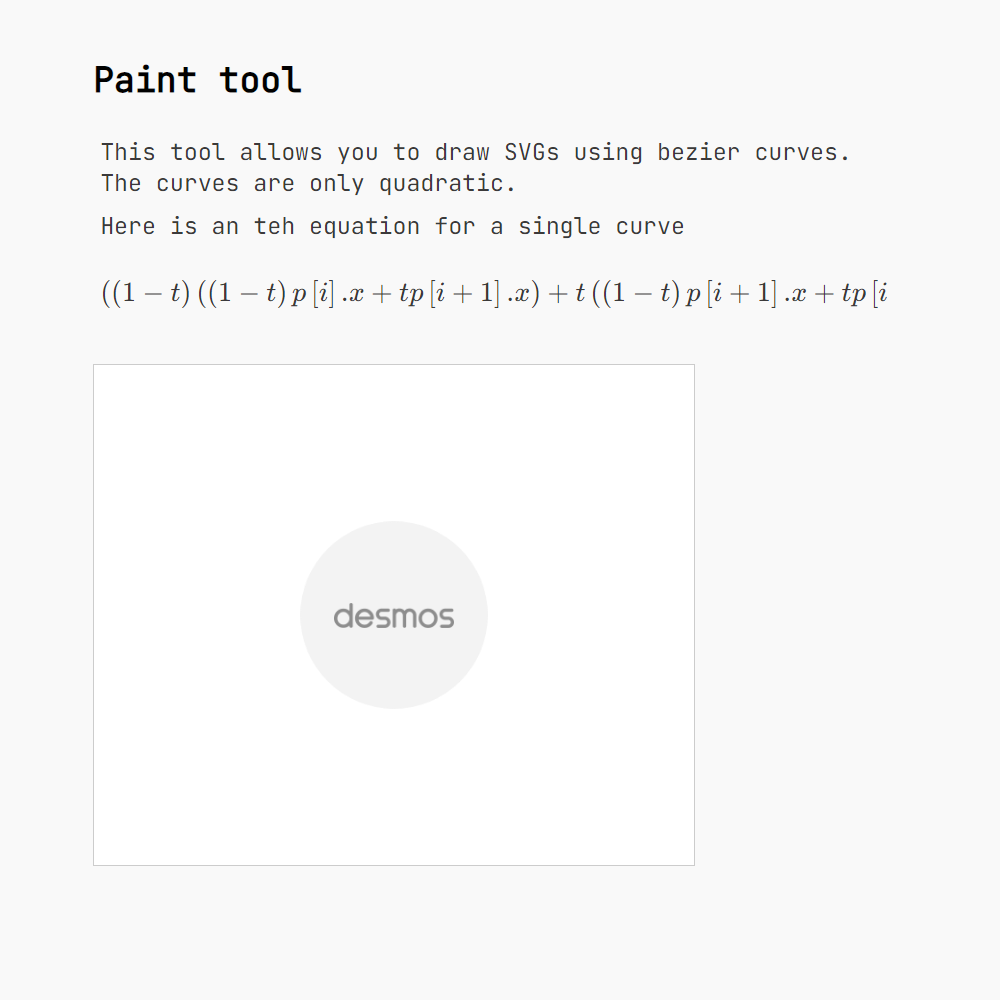 Paint tool
This tool allows you to draw SVGs using bezier curves.
The curves are only quadratic.
Here is an teh equation for a single curve
((1 − t) ((1 − t) p [i] .x + tp [i + 1] .x) + t ((1 − t) p [i + 1] .x + tp [i
desmos